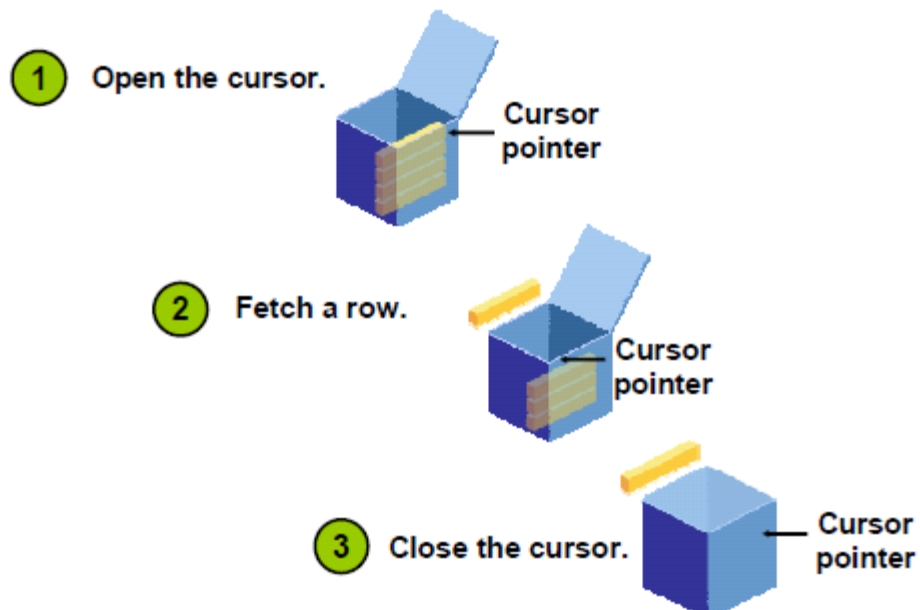 1 Open the cursor.
Cursor
pointer
2 Fetch a row.
Cursor
pointer
3 Close the cursor.
Cursor
pointer